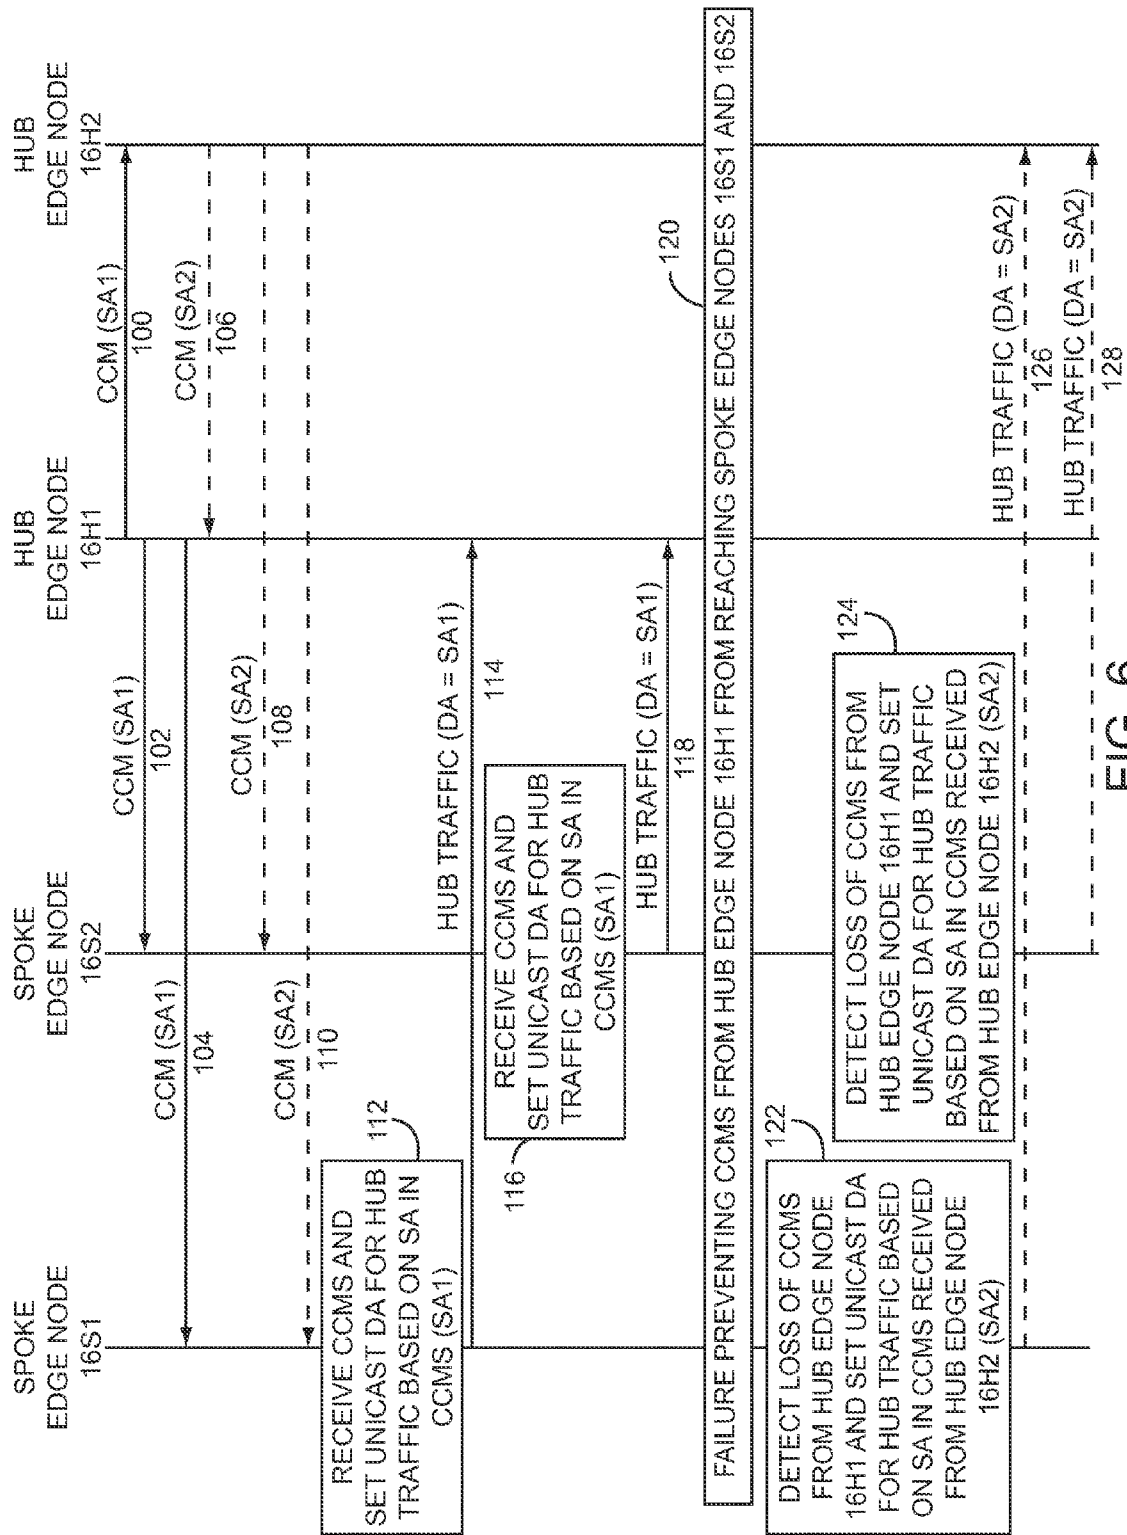 SPOKE
EDGE NODE
16S1
SPOKE
EDGE NODE
16S2
HUB
EDGE NODE
16H1
HUB
EDGE NODE
16H2
CCM (SA1)
100
CCM (SA1)
102
CCM (SA1)
104
CCM (SA2)
106
CCM (SA2)
108
CCM (SA2)
110
RECEIVE CCMS AND
SET UNICAST DA FOR HUB
TRAFFIC BASED ON SA IN
CCMS (SA1)
112
HUB TRAFFIC (DA = SA1)
114
RECEIVE CCMS AND
SET UNICAST DA FOR HUB
TRAFFIC BASED ON SA IN
CCMS (SA1)
116
HUB TRAFFIC (DA = SA1)
118
FAILURE PREVENTING CCMS FROM HUB EDGE NODE 16H1 FROM REACHING SPOKE EDGE NODES 16S1 AND 16S2
120
DETECT LOSS OF CCMS
FROM HUB EDGE NODE
16H1 AND SET UNICAST DA
FOR HUB TRAFFIC BASED
ON SA IN CCMS RECEIVED
FROM HUB EDGE NODE
16H2 (SA2)
122
DETECT LOSS OF CCMS FROM
HUB EDGE NODE 16H1 AND SET
UNICAST DA FOR HUB TRAFFIC
BASED ON SA IN CCMS RECEIVED
FROM HUB EDGE NODE 16H2 (SA2)
124
HUB TRAFFIC (DA = SA2)
126
HUB TRAFFIC (DA = SA2)
128
FIG. 6